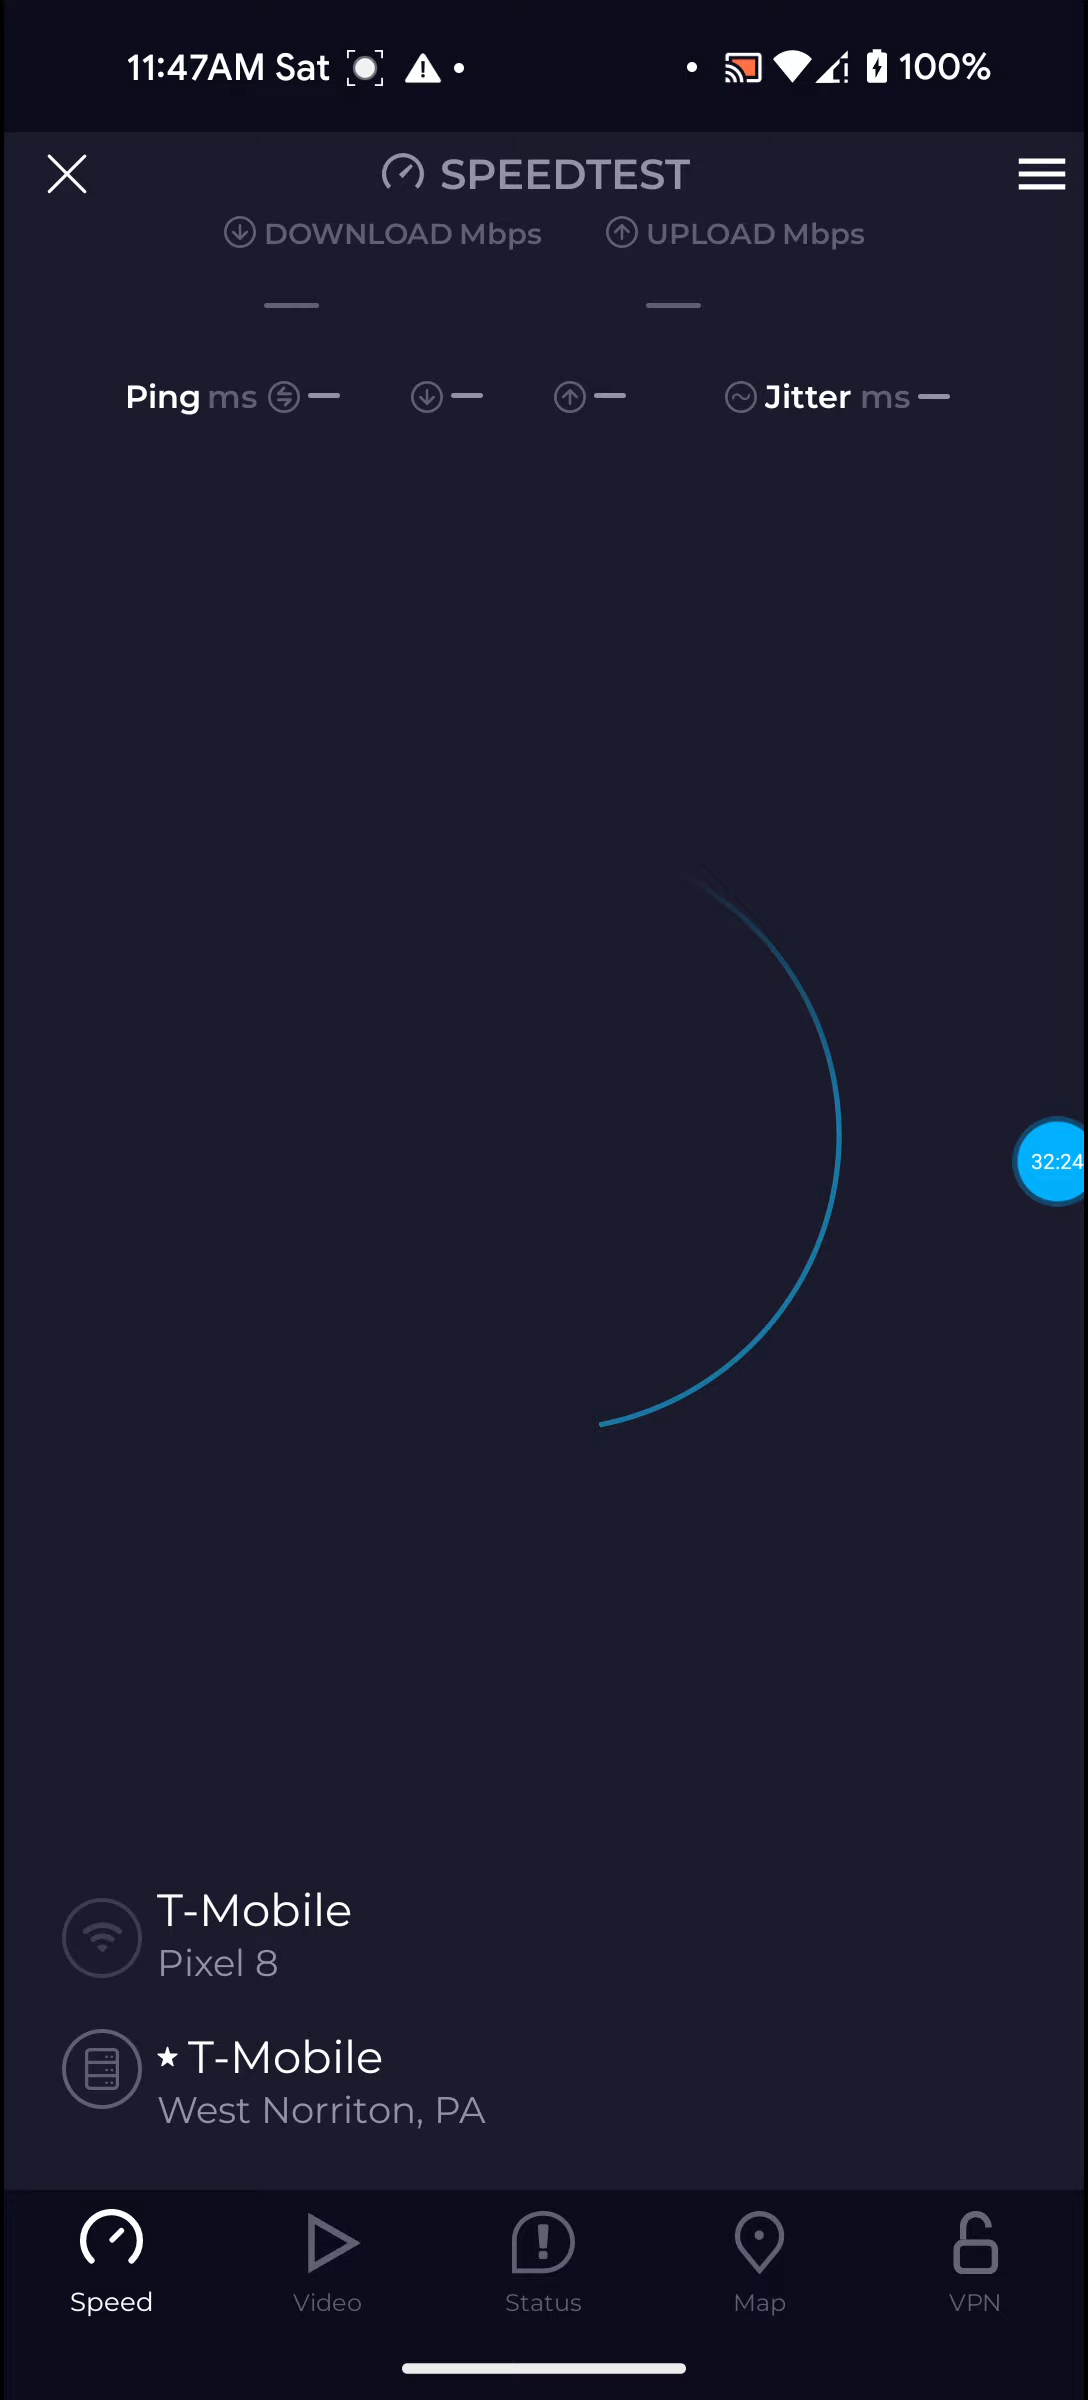 11:47AM Sat 100%
SPEEDTEST
DOWNLOAD Mbps UPLOAD Mbps
— —
Ping ms — — — Jitter ms —
32:24
T-Mobile
Pixel 8
T-Mobile
West Norriton, PA
Speed Video Status Map VPN